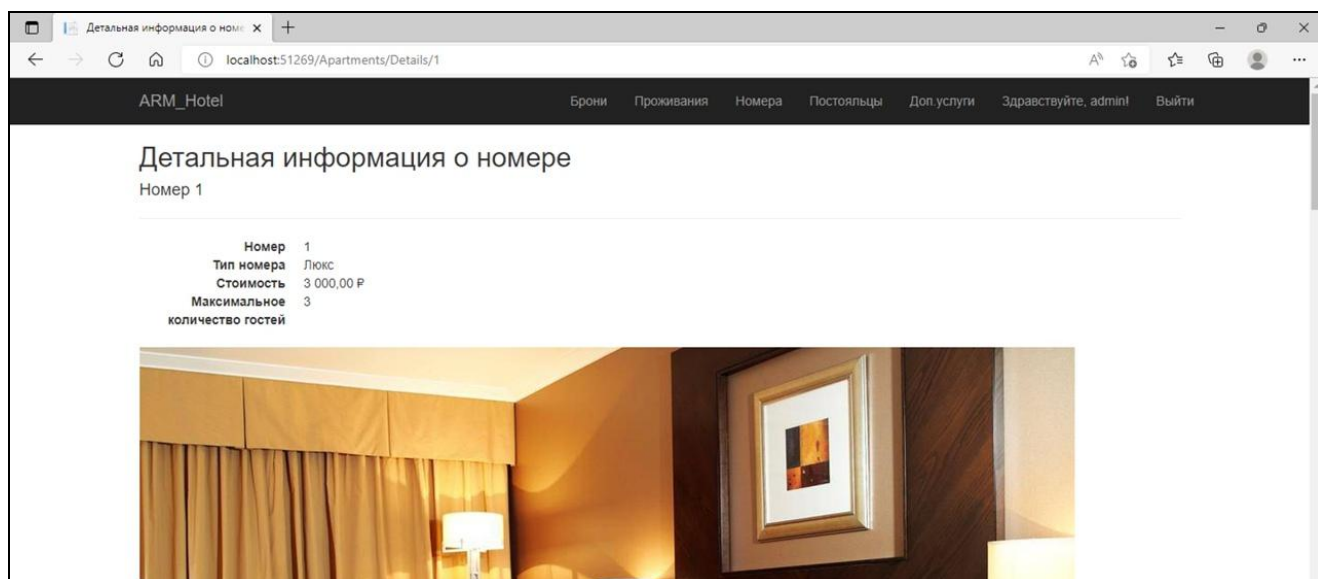 Детальная информация о номе
localhost:51269/Apartments/Details/1
ARM_Hotel Брони Проживания Номера Постояльцы Доп.услуги Здравствуйте, admin! Выйти
Детальная информация о номере
Номер 1
Номер 1
Тип номера Люкс
Стоимость 3 000,00 ₽
Максимальное 3
количество гостей